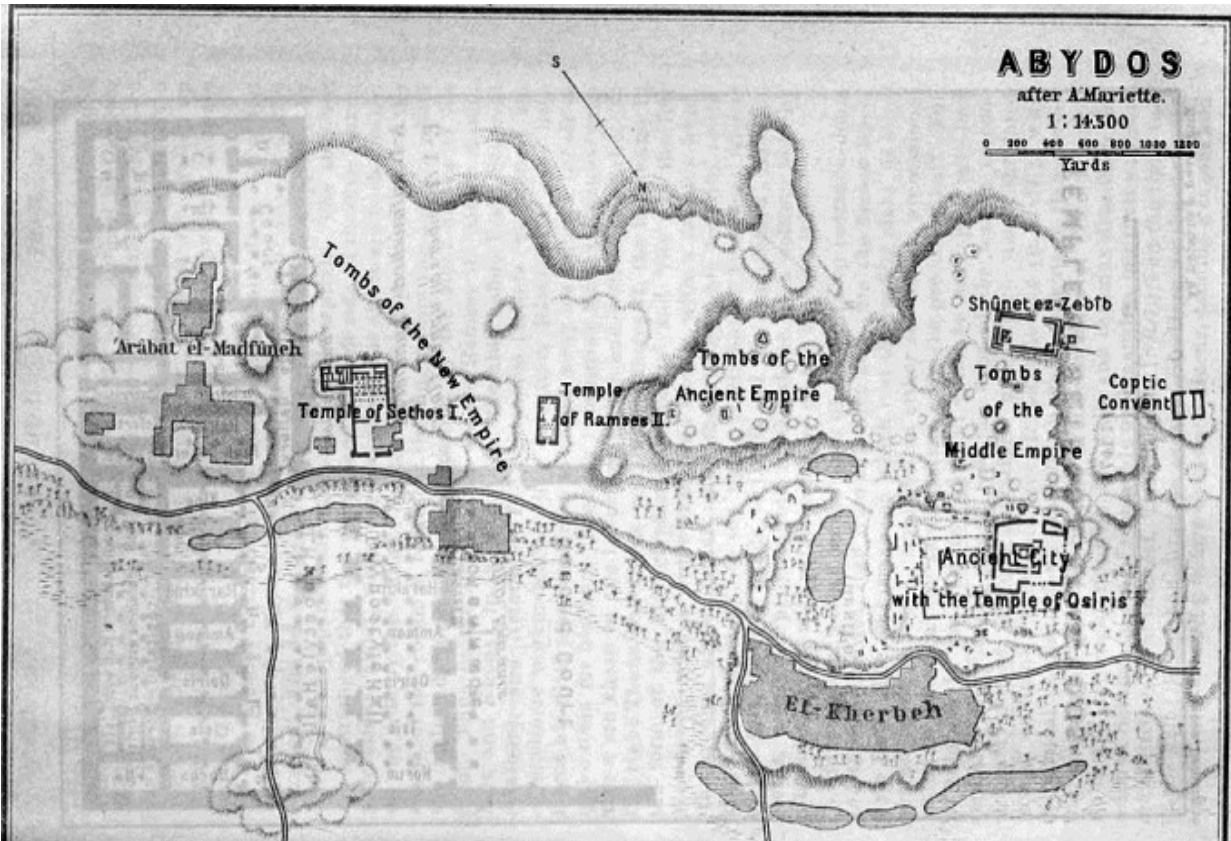 ABYDOS
after A.Mariette.
1 : 14.500
0 200 400 600 800 1000 1200
Yards
S
N
Tombs of the New Empire
ʿArâbat el-Madfûneh
Temple of Sethos I.
Temple
of Ramses II.
Tombs of the
Ancient Empire
Shûnet ez-Zebîb
Tombs
of the
Middle Empire
Coptic
Convent
Ancient City
with the Temple of Osiris
El-Kherbeh